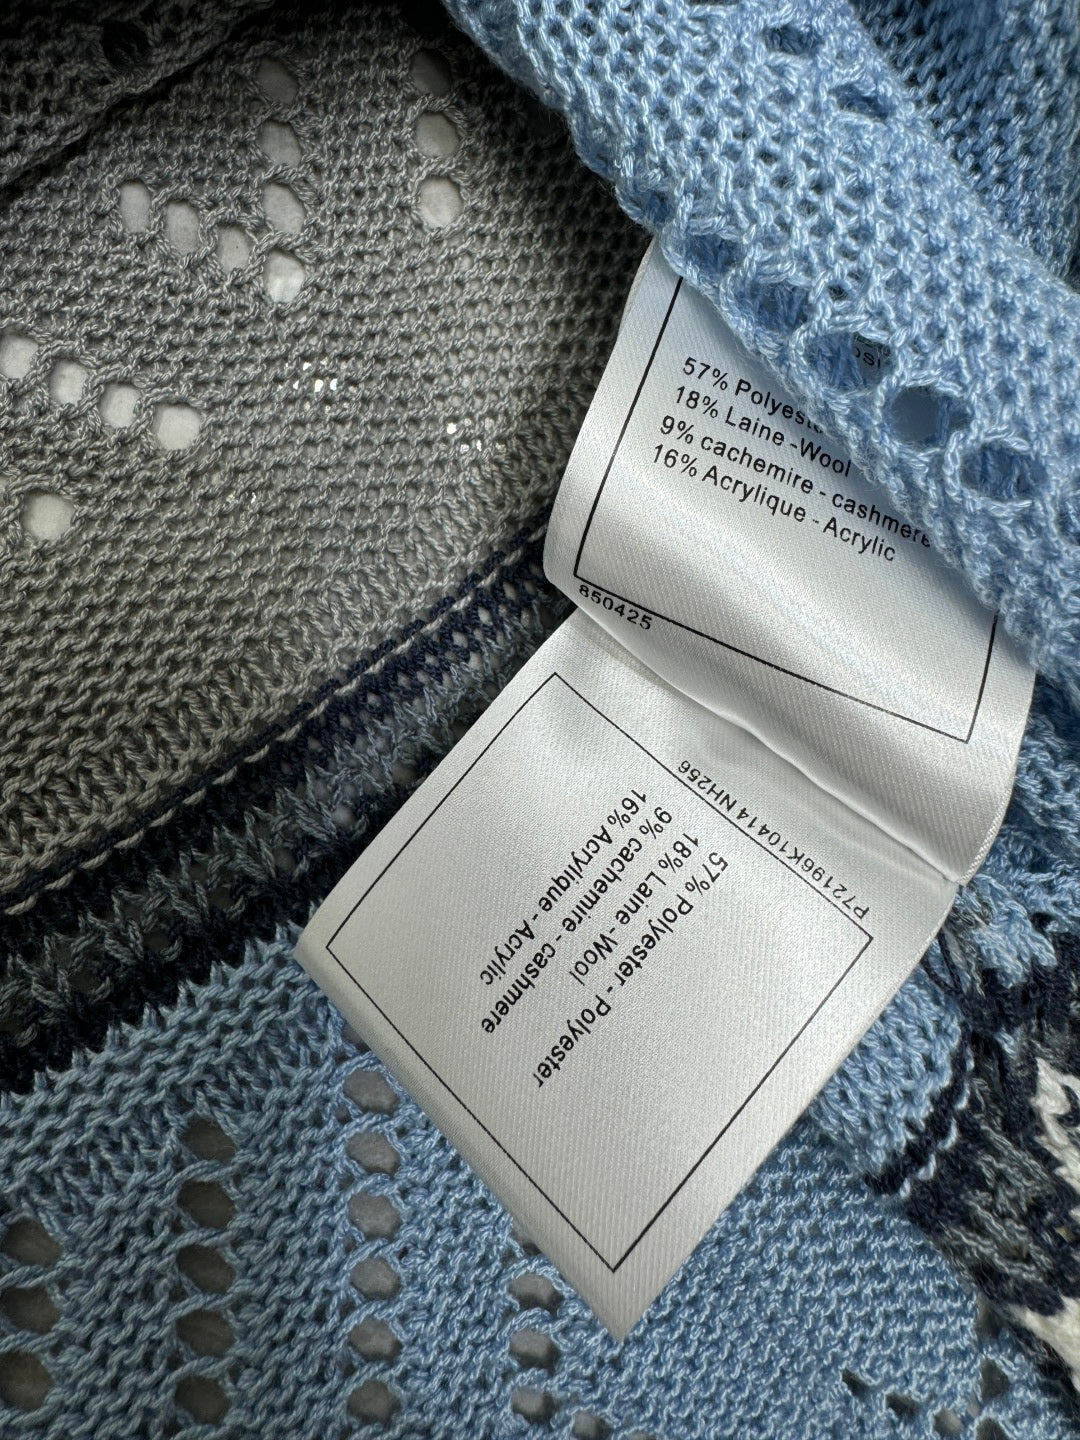 57%
18% Laine -Wool
9% cachemire - cashmere
16% Acrylique - Acrylic
850425
P72196K10414 NH256
57% Polyester - Polyester
18% Laine -Wool
9% cachemire - cashmere
16% Acrylique - Acrylic